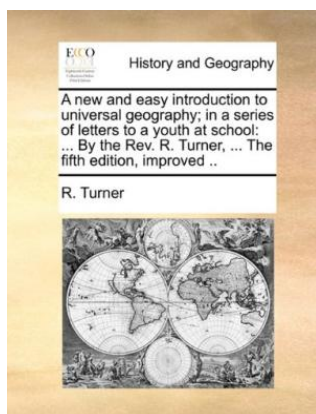 ECCO
History and Geography
A new and easy introduction to
universal geography; in a series
of letters to a youth at school:
... By the Rev. R. Turner, ... The
fifth edition, improved ..
R. Turner